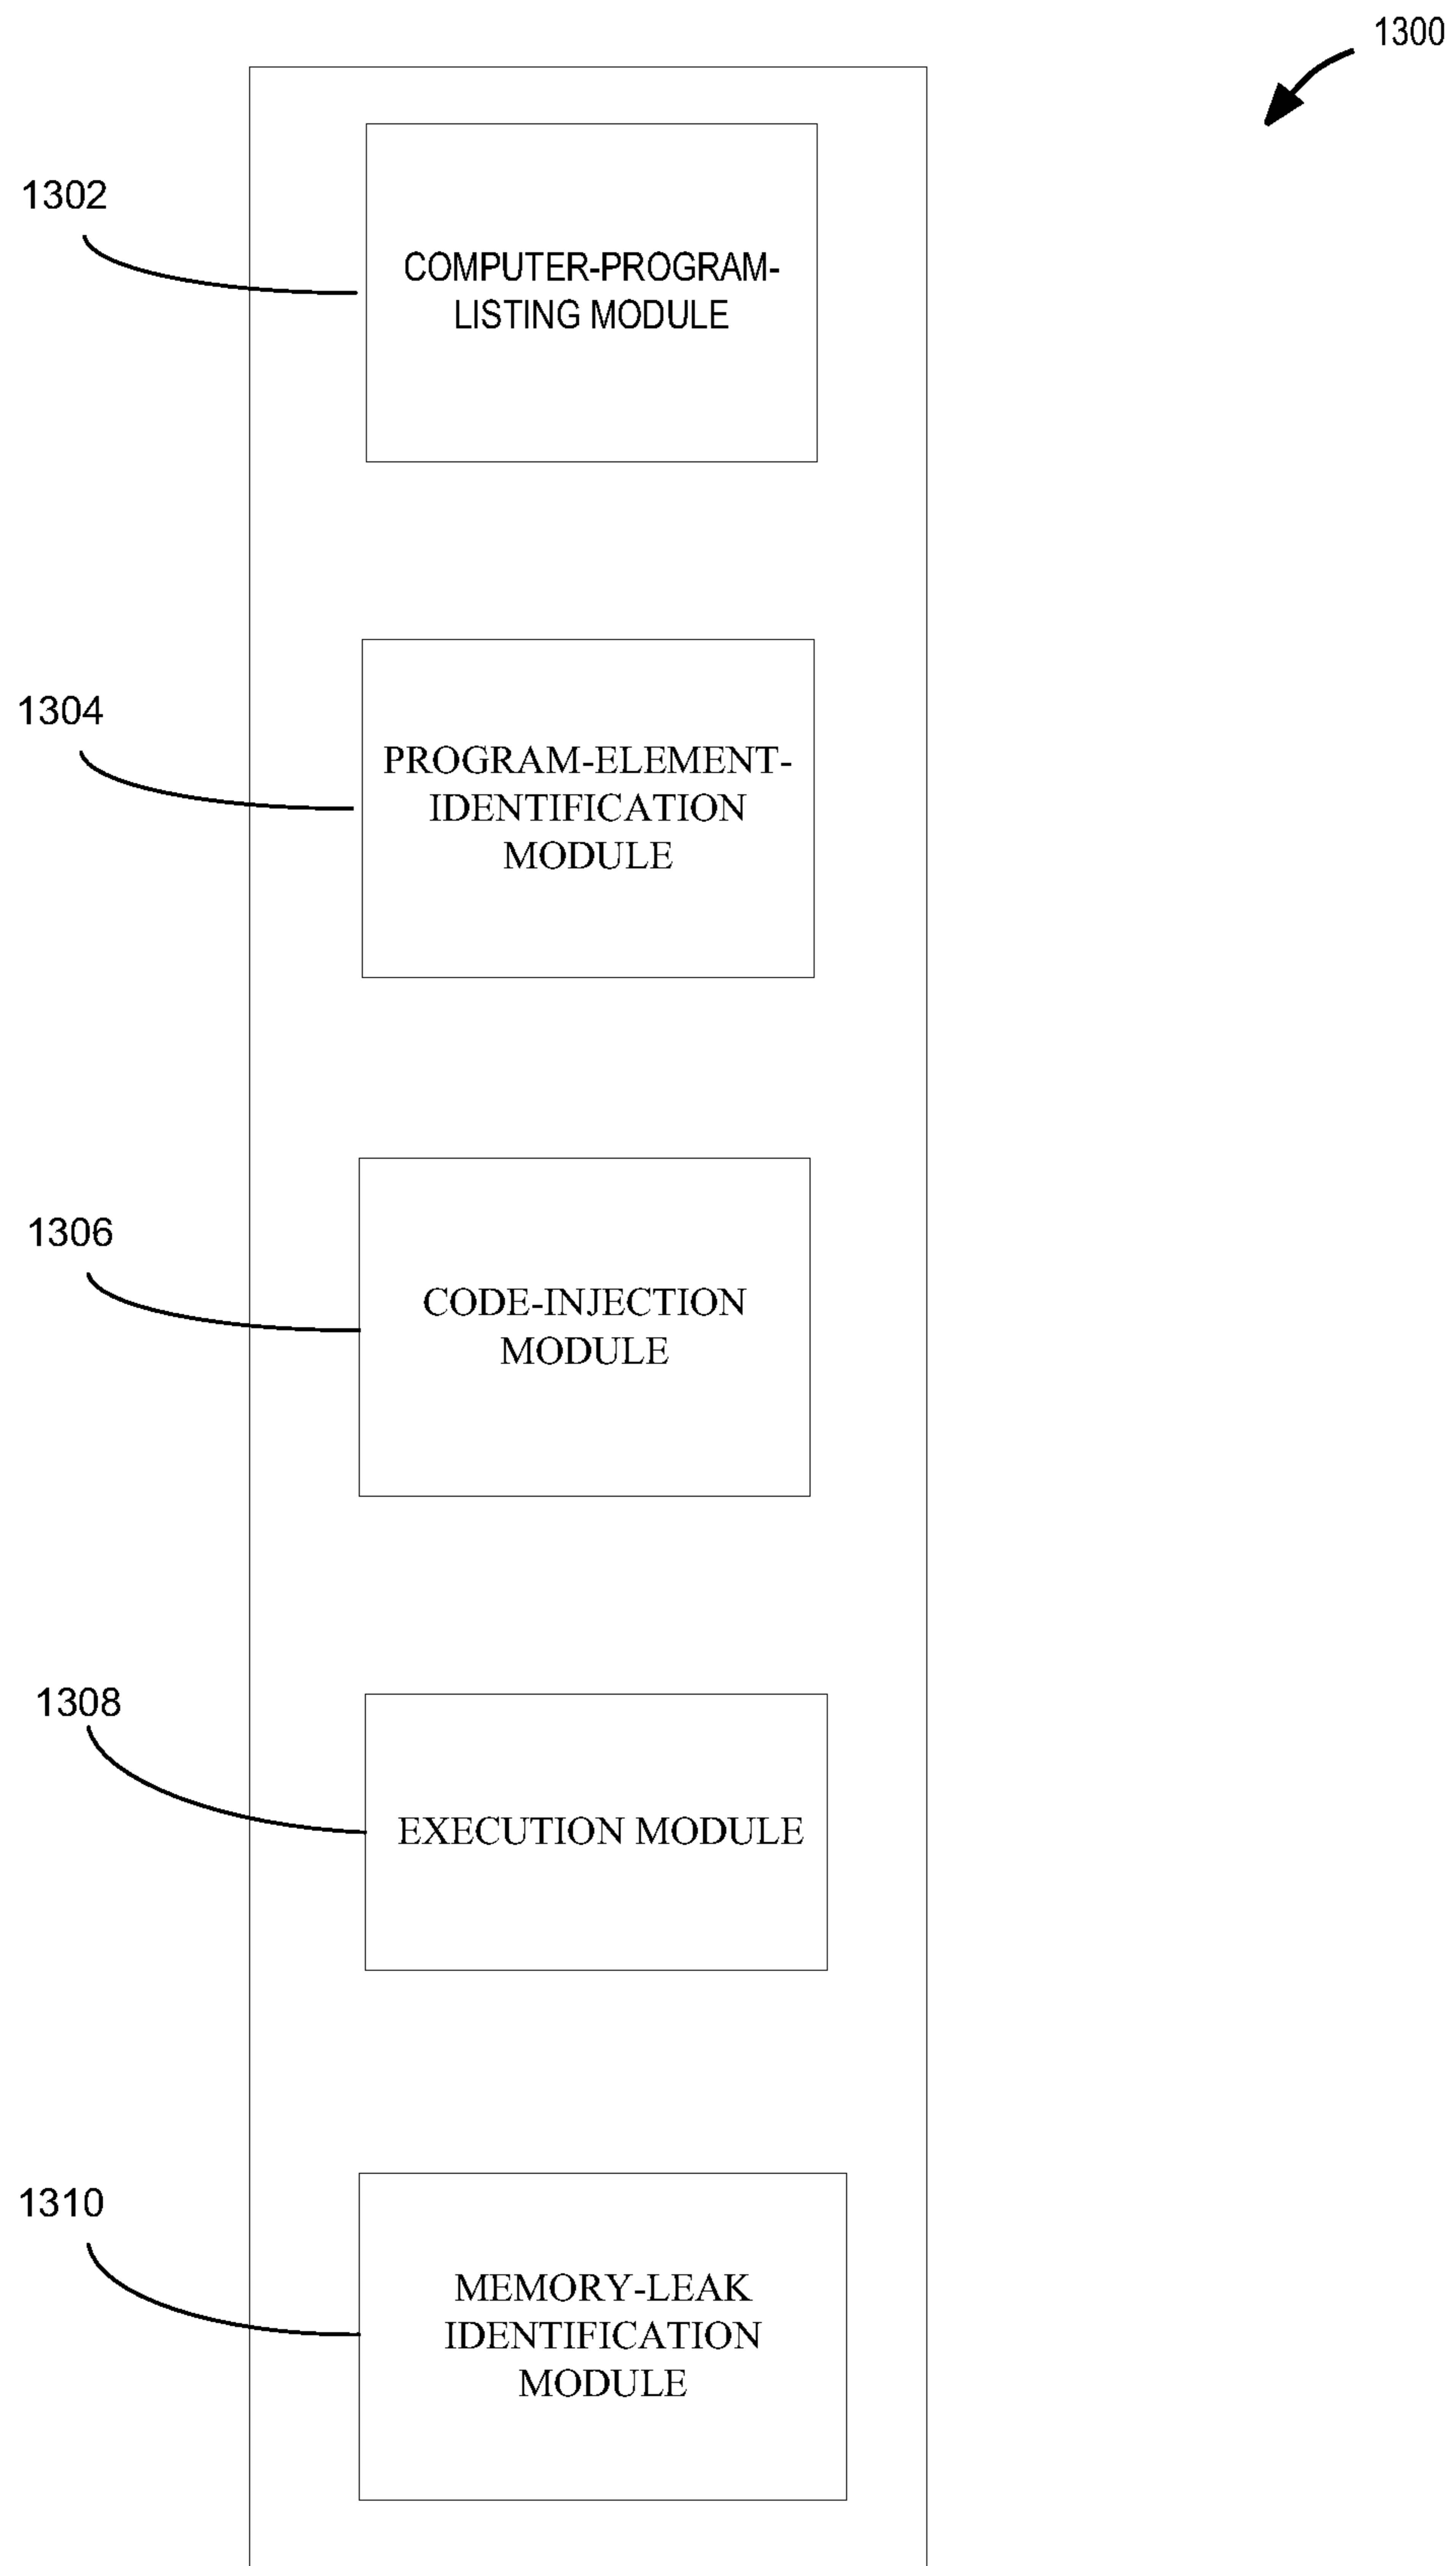 1300
1302
COMPUTER-PROGRAM-
LISTING MODULE
1304
PROGRAM-ELEMENT-
IDENTIFICATION
MODULE
1306
CODE-INJECTION
MODULE
1308
EXECUTION MODULE
1310
MEMORY-LEAK
IDENTIFICATION
MODULE